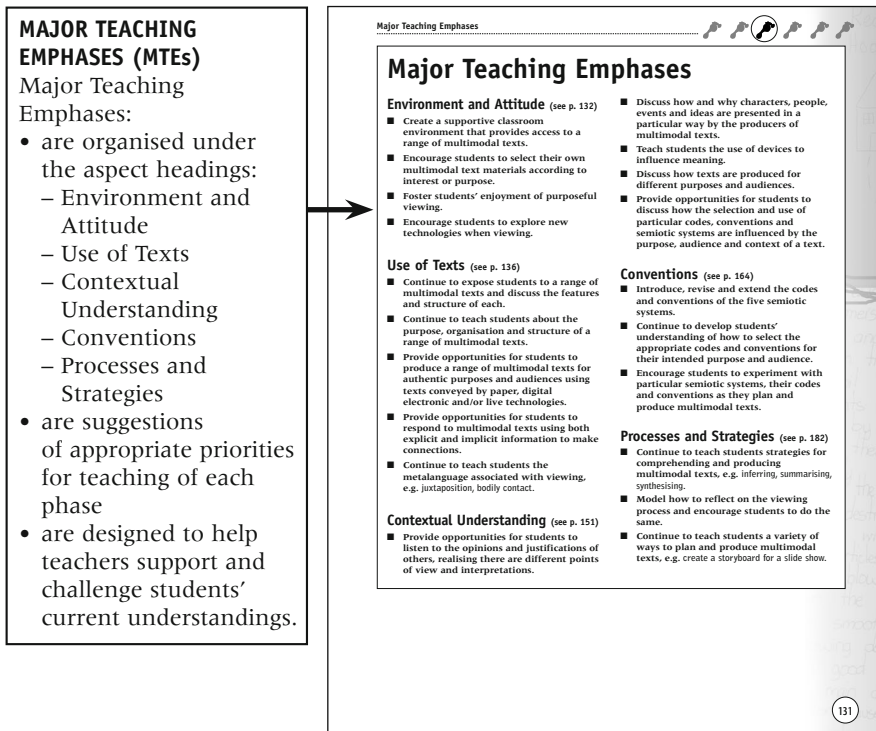 MAJOR TEACHING
EMPHASES (MTEs)
Major Teaching
Emphases:
• are organised under
the aspect headings:
– Environment and
Attitude
– Use of Texts
– Contextual
Understanding
– Conventions
– Processes and
Strategies
• are suggestions
of appropriate priorities
for teaching of each
phase
• are designed to help
teachers support and
challenge students’
current understandings.
Major Teaching Emphases
Major Teaching Emphases
Environment and Attitude (see p. 132)
■ Create a supportive classroom
environment that provides access to a
range of multimodal texts.
■ Encourage students to select their own
multimodal text materials according to
interest or purpose.
■ Foster students’ enjoyment of purposeful
viewing.
■ Encourage students to explore new
technologies when viewing.
Use of Texts (see p. 136)
■ Continue to expose students to a range of
multimodal texts and discuss the features
and structure of each.
■ Continue to teach students about the
purpose, organisation and structure of a
range of multimodal texts.
■ Provide opportunities for students to
produce a range of multimodal texts for
authentic purposes and audiences using
texts conveyed by paper, digital
electronic and/or live technologies.
■ Provide opportunities for students to
respond to multimodal texts using both
explicit and implicit information to make
connections.
■ Continue to teach students the
metalanguage associated with viewing,
e.g. juxtaposition, bodily contact.
Contextual Understanding (see p. 151)
■ Provide opportunities for students to
listen to the opinions and justifications of
others, realising there are different points
of view and interpretations.
■ Discuss how and why characters, people,
events and ideas are presented in a
particular way by the producers of
multimodal texts.
■ Teach students the use of devices to
influence meaning.
■ Discuss how texts are produced for
different purposes and audiences.
■ Provide opportunities for students to
discuss how the selection and use of
particular codes, conventions and
semiotic systems are influenced by the
purpose, audience and context of a text.
Conventions (see p. 164)
■ Introduce, revise and extend the codes
and conventions of the five semiotic
systems.
■ Continue to develop students’
understanding of how to select the
appropriate codes and conventions for
their intended purpose and audience.
■ Encourage students to experiment with
particular semiotic systems, their codes
and conventions as they plan and
produce multimodal texts.
Processes and Strategies (see p. 182)
■ Continue to teach students strategies for
comprehending and producing
multimodal texts, e.g. inferring, summarising,
synthesising.
■ Model how to reflect on the viewing
process and encourage students to do the
same.
■ Continue to teach students a variety of
ways to plan and produce multimodal
texts, e.g. create a storyboard for a slide show.
131